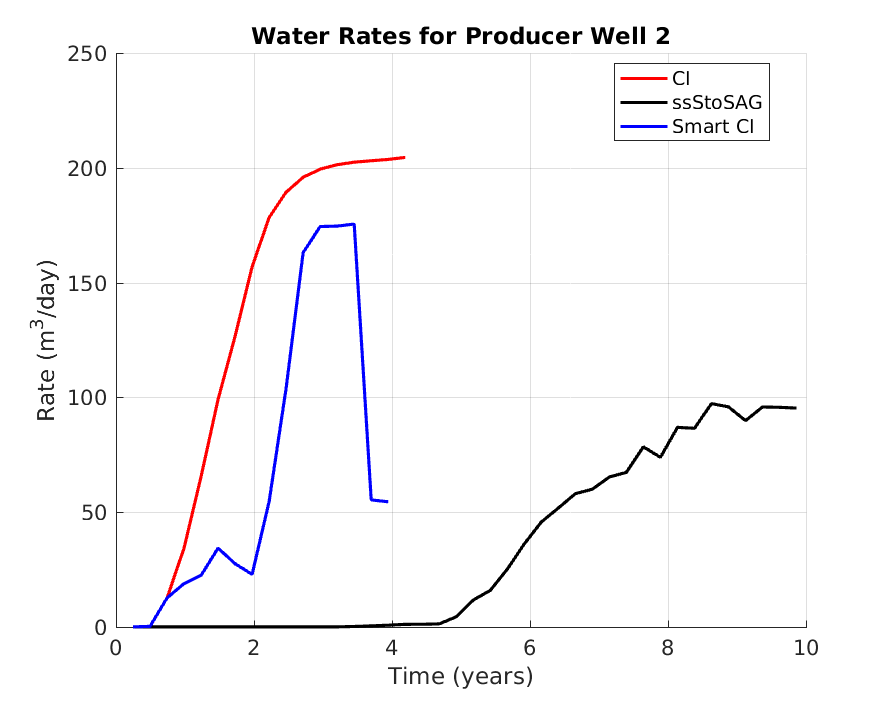 Water Rates for Producer Well 2
CI
ssStoSAG
Smart CI
250
200
150
100
50
0
Rate (m³/day)
0 2 4 6 8 10
Time (years)